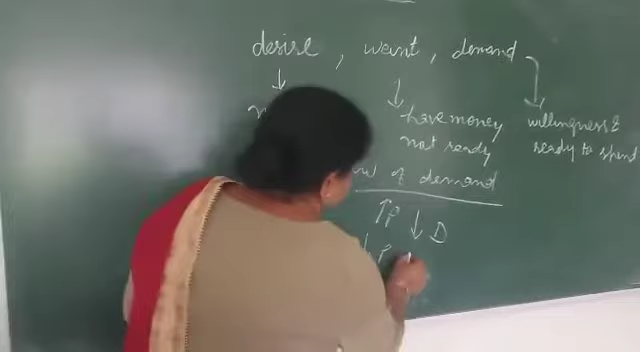 desire, want, demand
↓ ↓
have money willingness &
not ready ready to spend
of demand
↑P ↓D
↓P